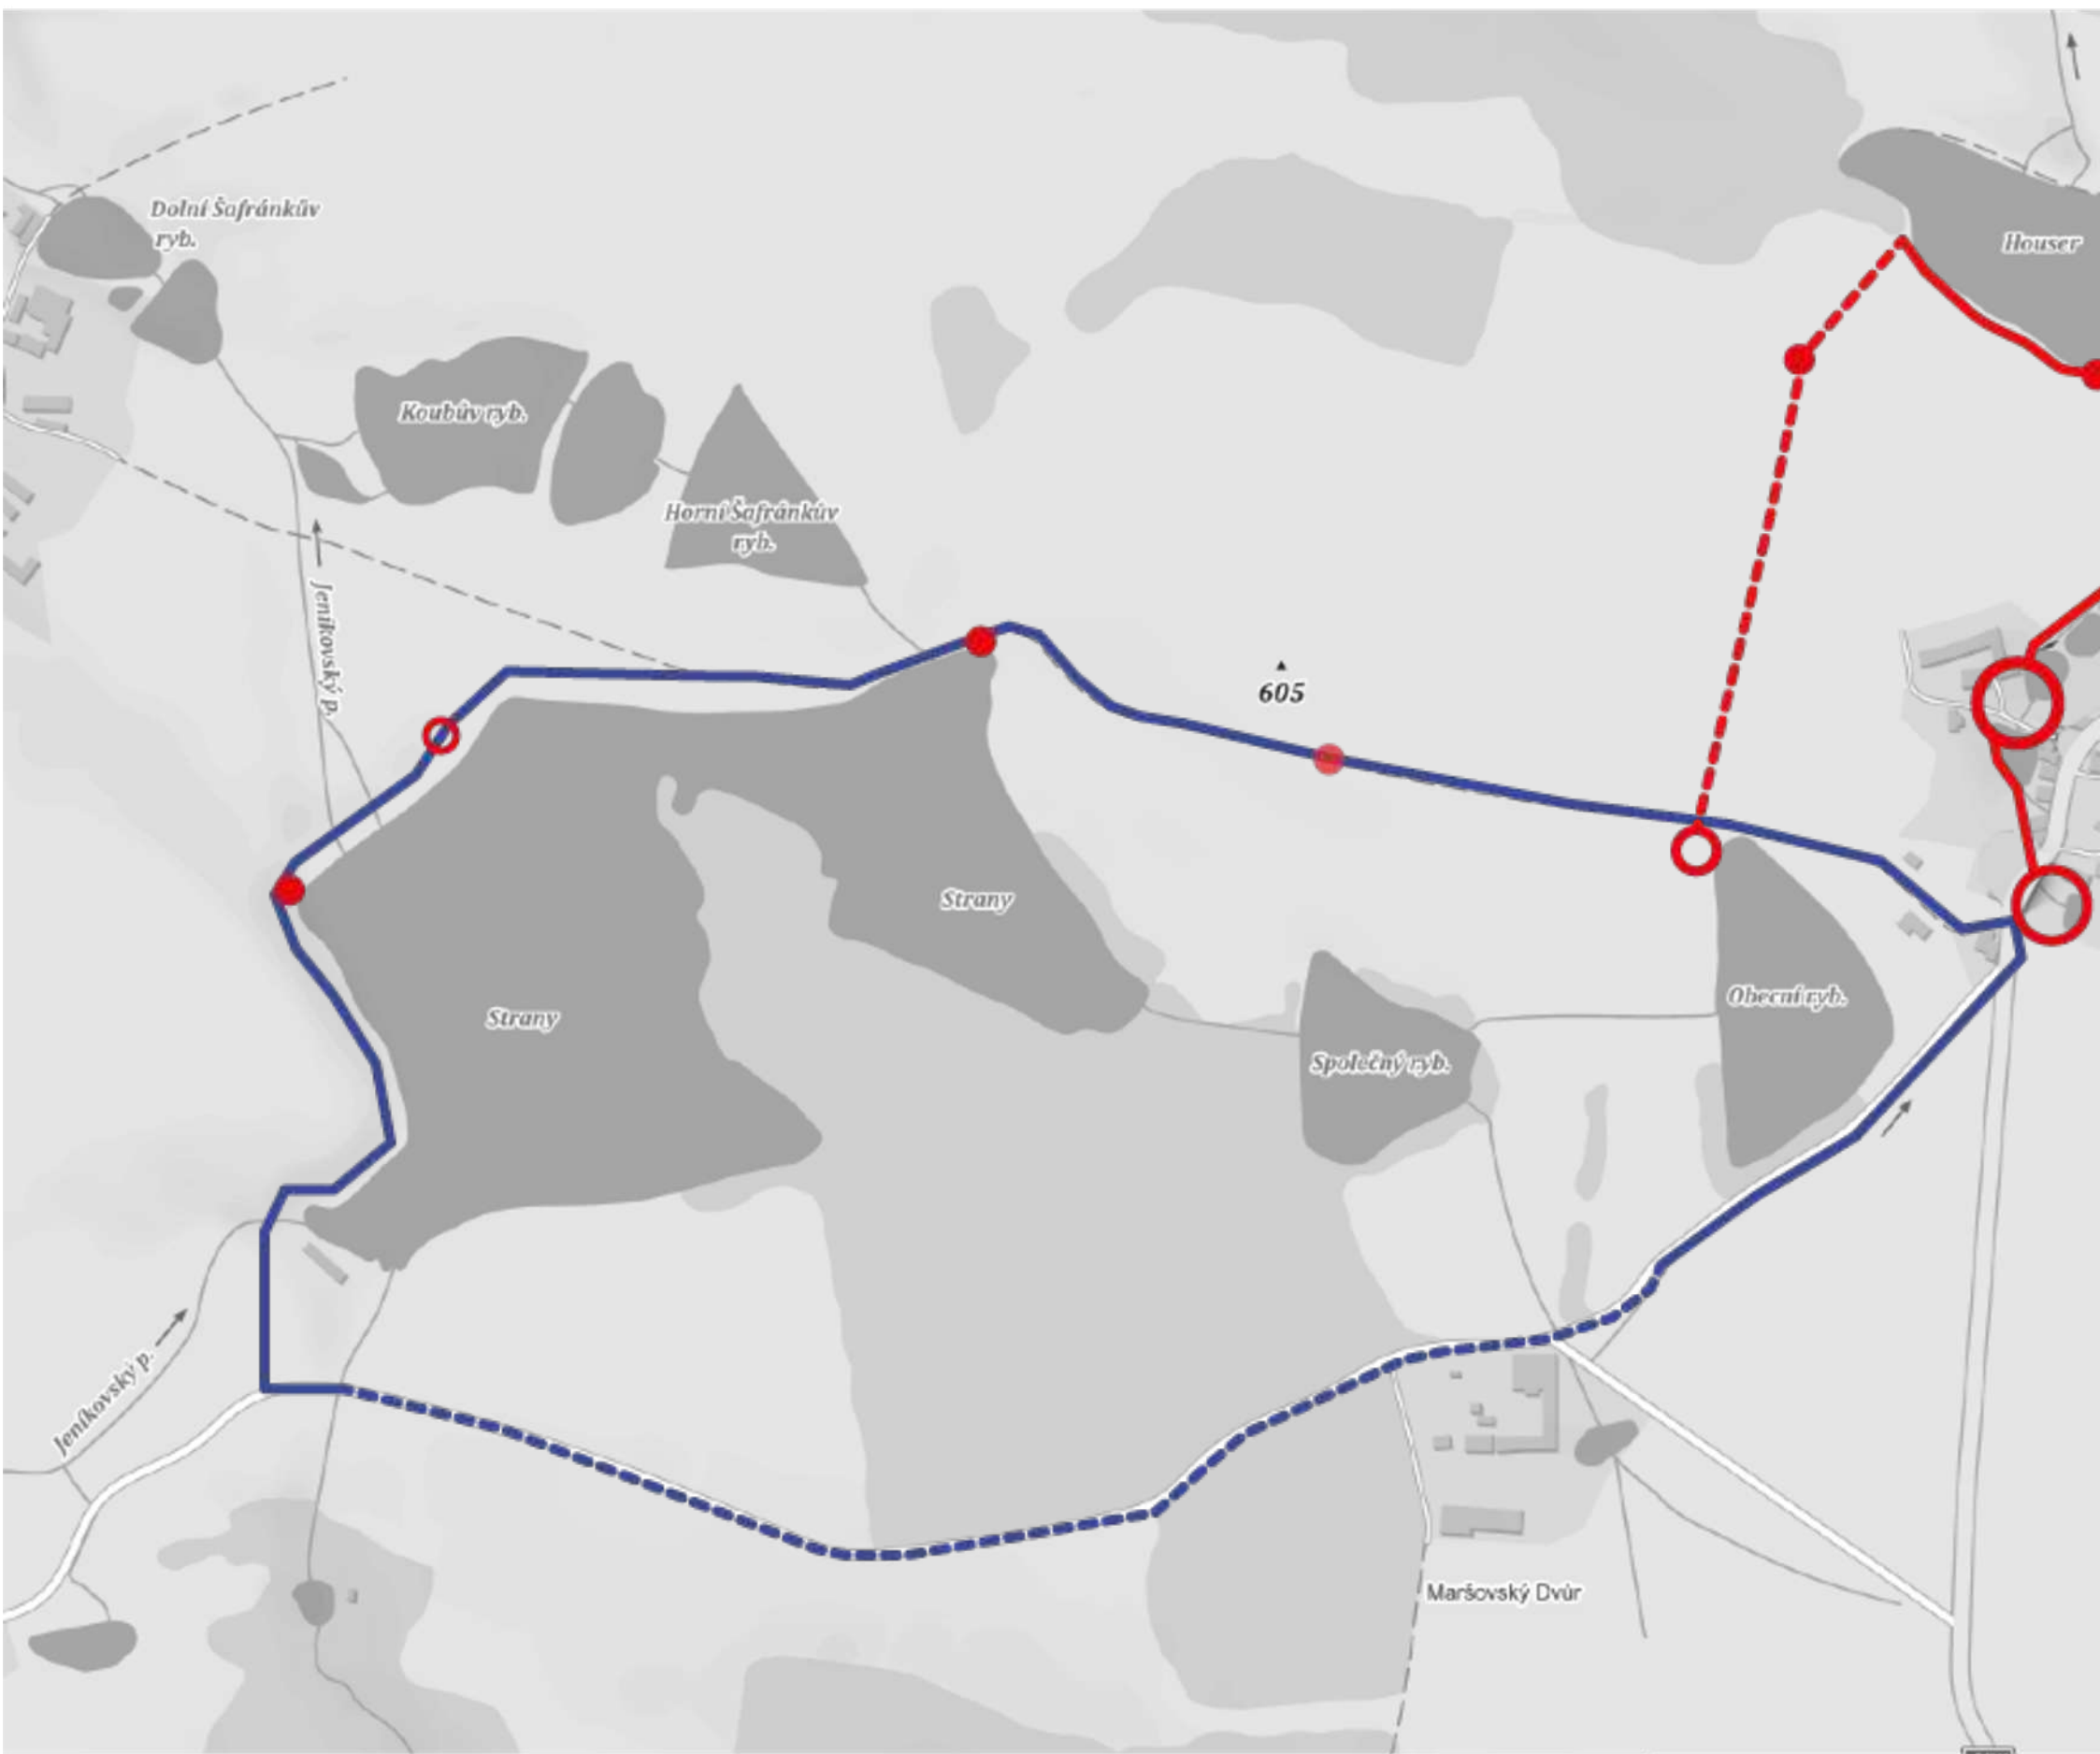 Dolní Šafránkův
ryb.
Houser
Koubův ryb.
Horní Šafránkův
ryb.
Jeníkovský p.
605
Strany
Strany
Obecní ryb.
Společný ryb.
Jeníkovský p.
Maršovský Dvůr